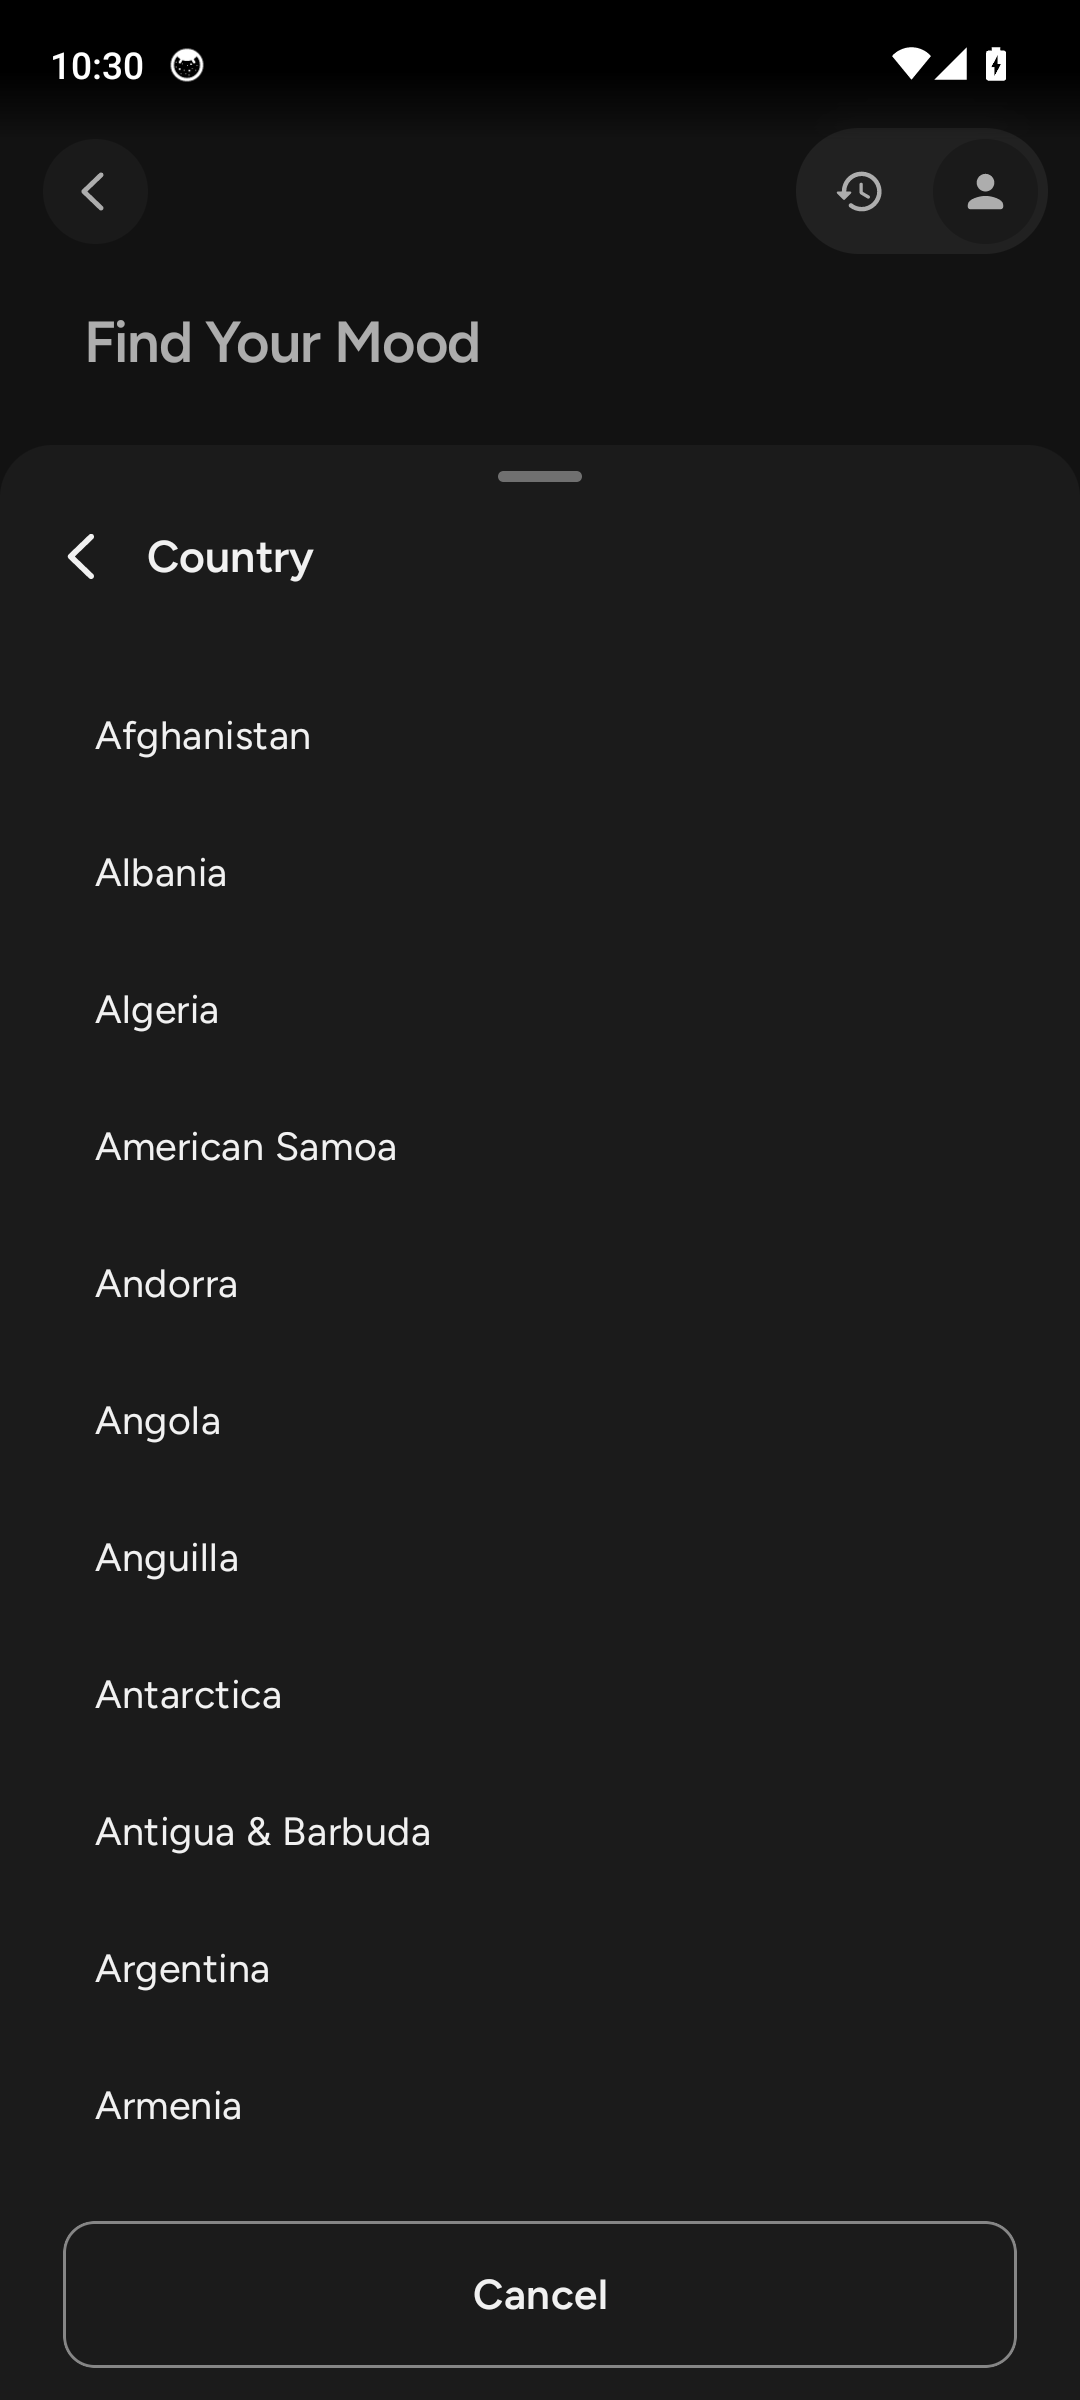 10:30
Find Your Mood
Country
Afghanistan
Albania
Algeria
American Samoa
Andorra
Angola
Anguilla
Antarctica
Antigua & Barbuda
Argentina
Armenia
Cancel